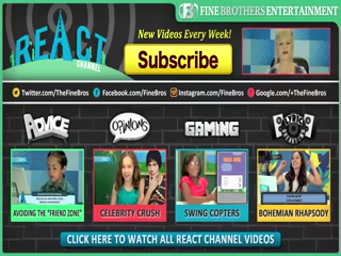 FINE BROTHERS ENTERTAINMENT
REACT
CHANNEL
New Videos Every Week!
Subscribe
Twitter.com/TheFineBros
Facebook.com/FineBros
Instagram.com/FineBros
Google.com/+TheFineBros
ADVICE
OPINIONS
GAMING
LYRIC
AVOIDING THE "FRIEND ZONE"
CELEBRITY CRUSH
SWING COPTERS
BOHEMIAN RHAPSODY
CLICK HERE TO WATCH ALL REACT CHANNEL VIDEOS